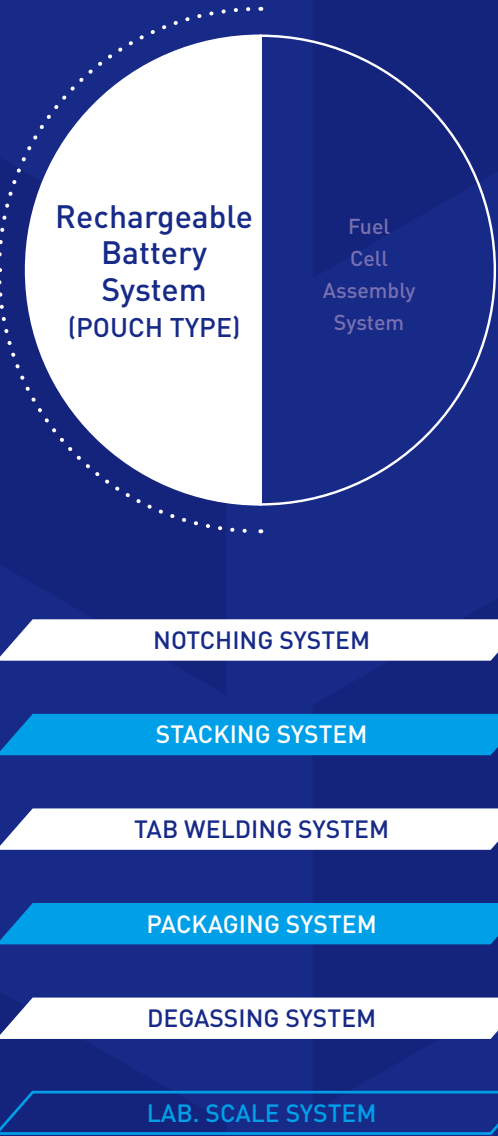 Rechargeable
Battery
System
(POUCH TYPE)
Fuel
Cell
Assembly
System
NOTCHING SYSTEM
STACKING SYSTEM
TAB WELDING SYSTEM
PACKAGING SYSTEM
DEGASSING SYSTEM
LAB. SCALE SYSTEM